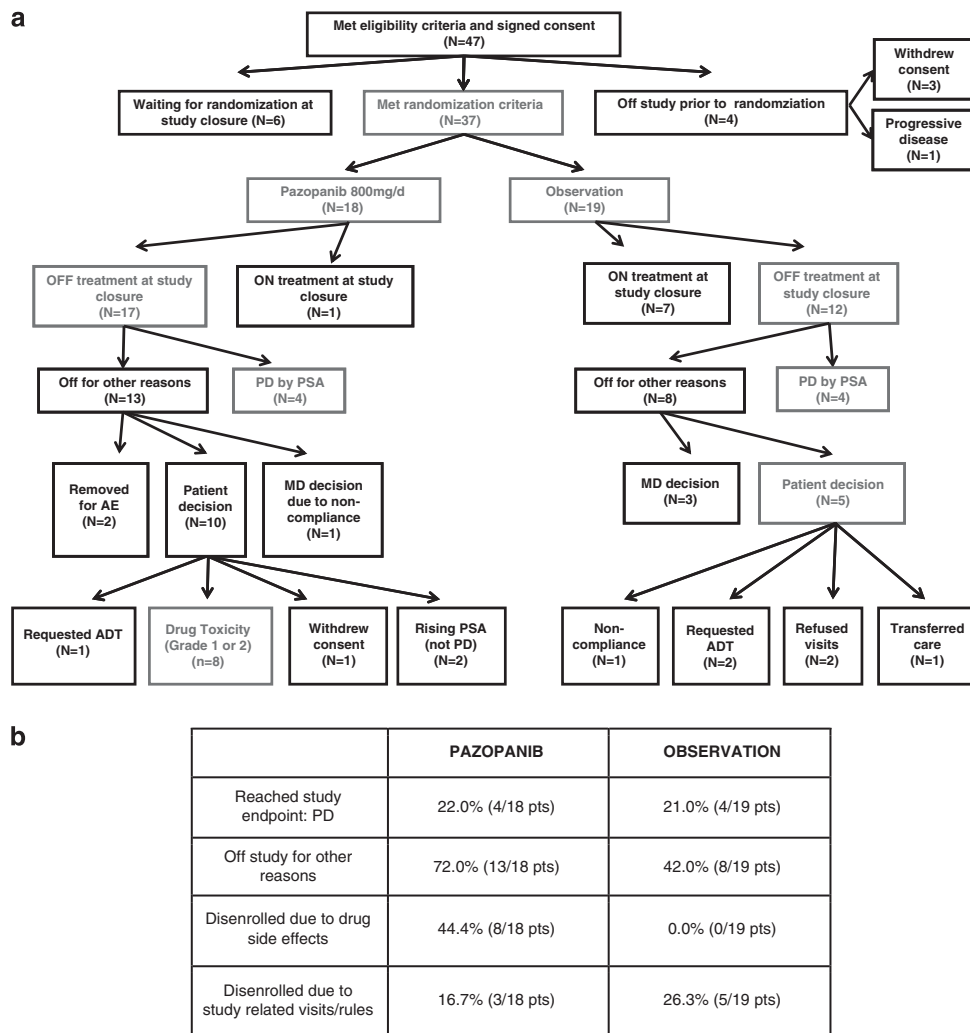 a
Met eligibility criteria and signed consent
(N=47)
Withdrew
consent
(N=3)
Waiting for randomization at
study closure (N=6)
Met randomization criteria
(N=37)
Off study prior to randomziation
(N=4)
Progressive
disease
(N=1)
Pazopanib 800mg/d
(N=18)
Observation
(N=19)
OFF treatment at study
closure
(N=17)
ON treatment at study
closure
(N=1)
ON treatment at
study closure
(N=7)
OFF treatment at
study closure
(N=12)
Off for other reasons
(N=13)
PD by PSA
(N=4)
Off for other reasons
(N=8)
PD by PSA
(N=4)
Removed
for AE
(N=2)
Patient
decision
(N=10)
MD decision
due to non-
compliance
(N=1)
MD decision
(N=3)
Patient decision
(N=5)
Requested ADT
(N=1)
Drug Toxicity
(Grade 1 or 2)
n=8)
Withdrew
consent
(N=1)
Rising PSA
(not PD)
(N=2)
Non-
compliance
(N=1)
Requested
ADT
(N=2)
Refused
visits
(N=2)
Transferred
care
(N=1)
b
PAZOPANIB
OBSERVATION
Reached study
endpoint: PD
22.0% (4/18 pts)
21.0% (4/19 pts)
Off study for other
reasons
72.0% (13/18 pts)
42.0% (8/19 pts)
Disenrolled due to drug
side effects
44.4% (8/18 pts)
0.0% (0/19 pts)
Disenrolled due to
study related visits/rules
16.7% (3/18 pts)
26.3% (5/19 pts)